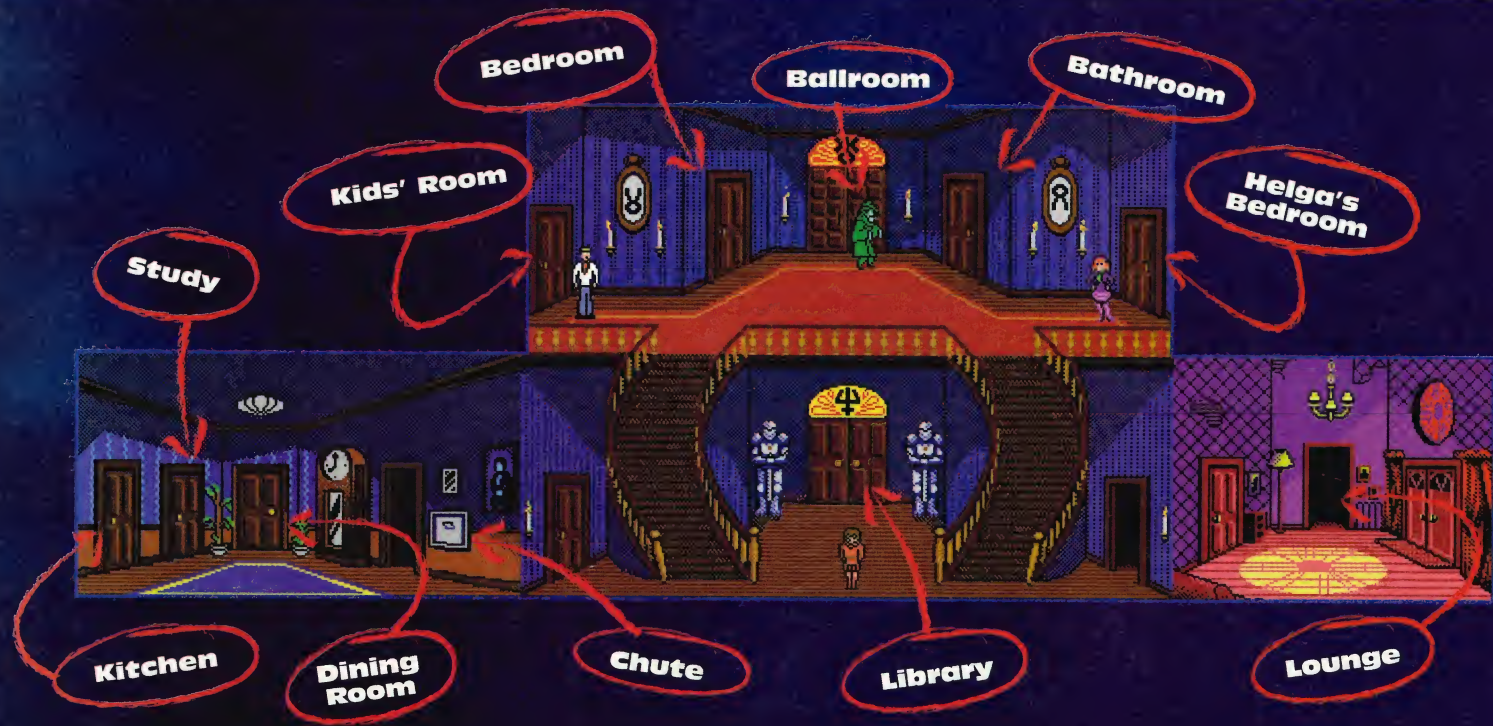 Bedroom
Ballroom
Bathroom
Kids' Room
Helga's
Bedroom
Study
Kitchen
Dining
Room
Chute
Library
Lounge